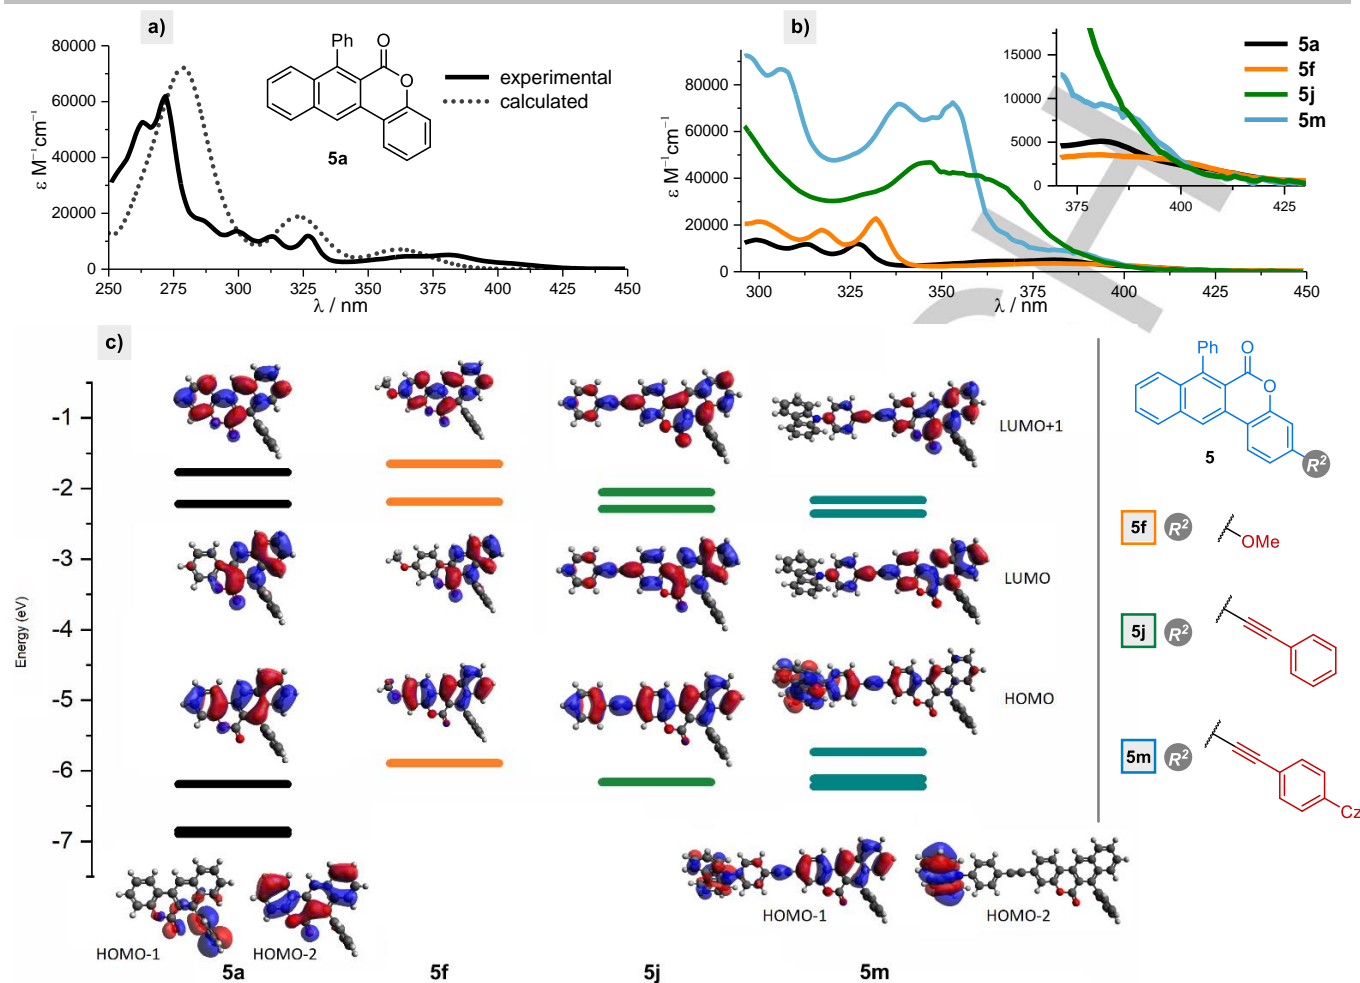 a)
80000
60000
40000
20000
0
ε M⁻¹cm⁻¹
250 275 300 325 350 375 400 425 450
λ / nm
Ph O
O
5a
experimental
calculated
b)
80000
60000
40000
20000
0
ε M⁻¹cm⁻¹
300 325 350 375 400 425 450
λ / nm
15000
10000
5000
0
375 400 425
5a
5f
5j
5m
c)
Energy (eV)
-1
-2
-3
-4
-5
-6
-7
LUMO+1
LUMO
HOMO
HOMO-1 HOMO-2
HOMO-1 HOMO-2
5a 5f 5j 5m
Ph O
O
5
R²
5f R² OMe
5j R²
5m R²
Cz